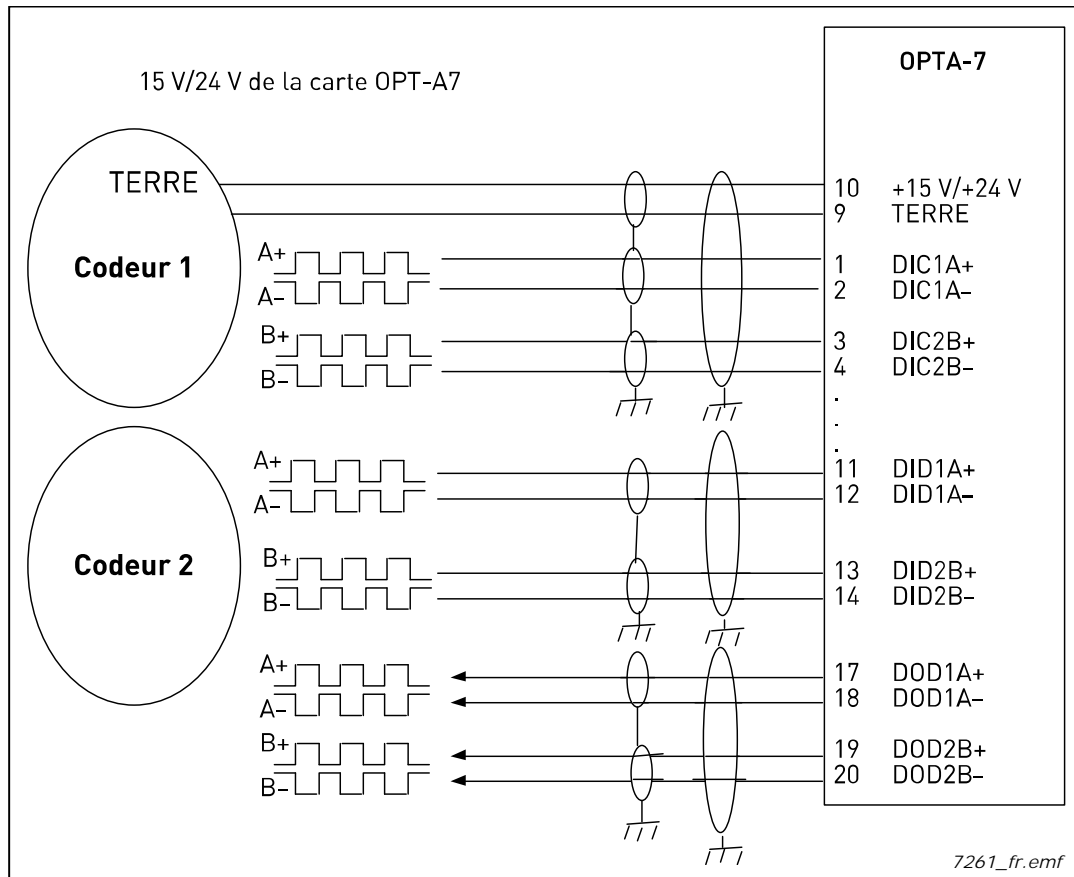 OPTA-7
15 V/24 V de la carte OPT-A7
TERRE
10 +15 V/+24 V
9 TERRE
Codeur 1
A+
1 DIC1A+
A-
2 DIC1A-
B+
3 DIC2B+
B-
4 DIC2B-
.
.
.
A+
11 DID1A+
A-
12 DID1A-
Codeur 2
B+
13 DID2B+
B-
14 DID2B-
A+
17 DOD1A+
A-
18 DOD1A-
B+
19 DOD2B+
B-
20 DOD2B-
7261_fr.emf